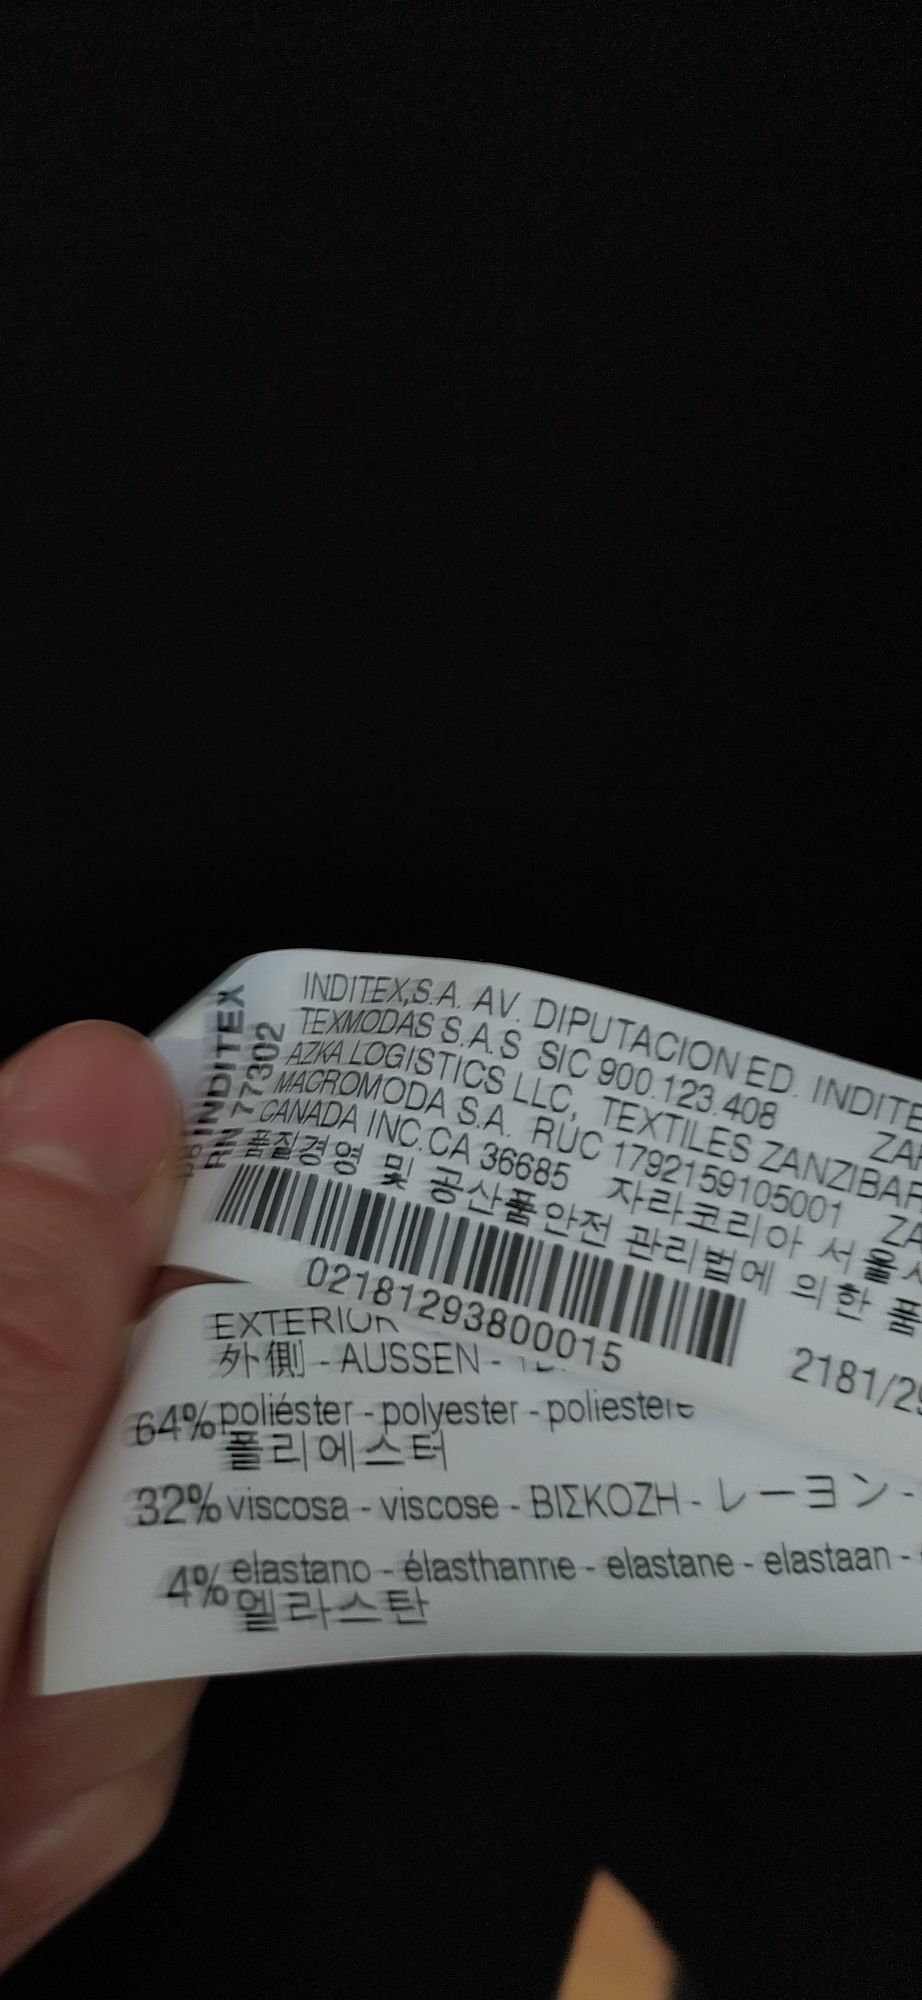 INDITEX
RN 77302
INDITEX,S.A. AV. DIPUTACION ED. INDITE
TEXMODAS S.A.S SIC 900.123.408 ZAR
AZKA LOGISTICS LLC, TEXTILES ZANZIBAR
MACROMODA S.A. RUC 1792159105001 ZA
CANADA INC.CA 36685 자라코리아 서울시
품질경영 및 공산품안전 관리법에 의한 품
02181293800015
2181/29
EXTERIOR
外側 - AUSSEN -
64% poliéster - polyester - poliestere
폴리에스터
32% viscosa - viscose - ΒΙΣΚΟΖΗ - レーヨン -
4% elastano - élasthanne - elastane - elastaan -
엘라스탄